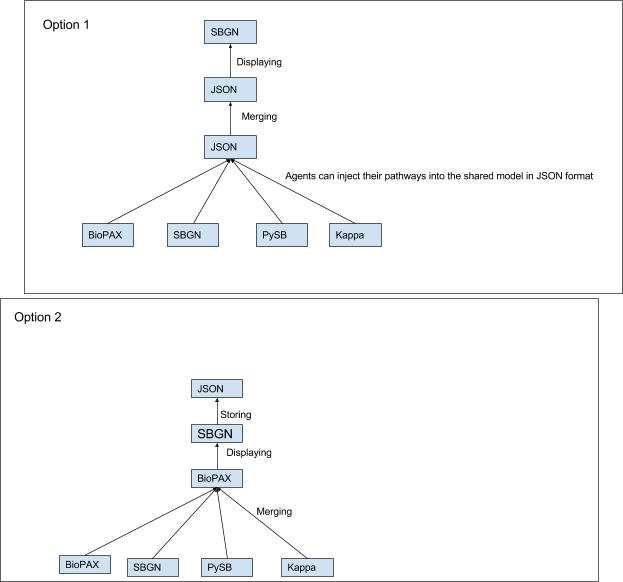 Option 1
SBGN
Displaying
JSON
Merging
JSON
Agents can inject their pathways into the shared model in JSON format
BioPAX SBGN PySB Kappa
Option 2
JSON
Storing
SBGN
Displaying
BioPAX
Merging
BioPAX SBGN PySB Kappa